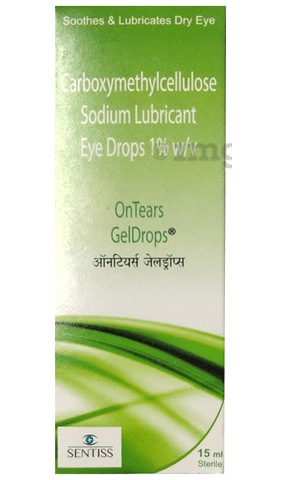 Soothes & Lubricates Dry Eye
Carboxymethylcellulose
Sodium Lubricant
Eye Drops 1% w/v
OnTears
GelDrops®
ऑनटियर्स जेलड्रॉप्स
15 ml
Sterile
SENTISS